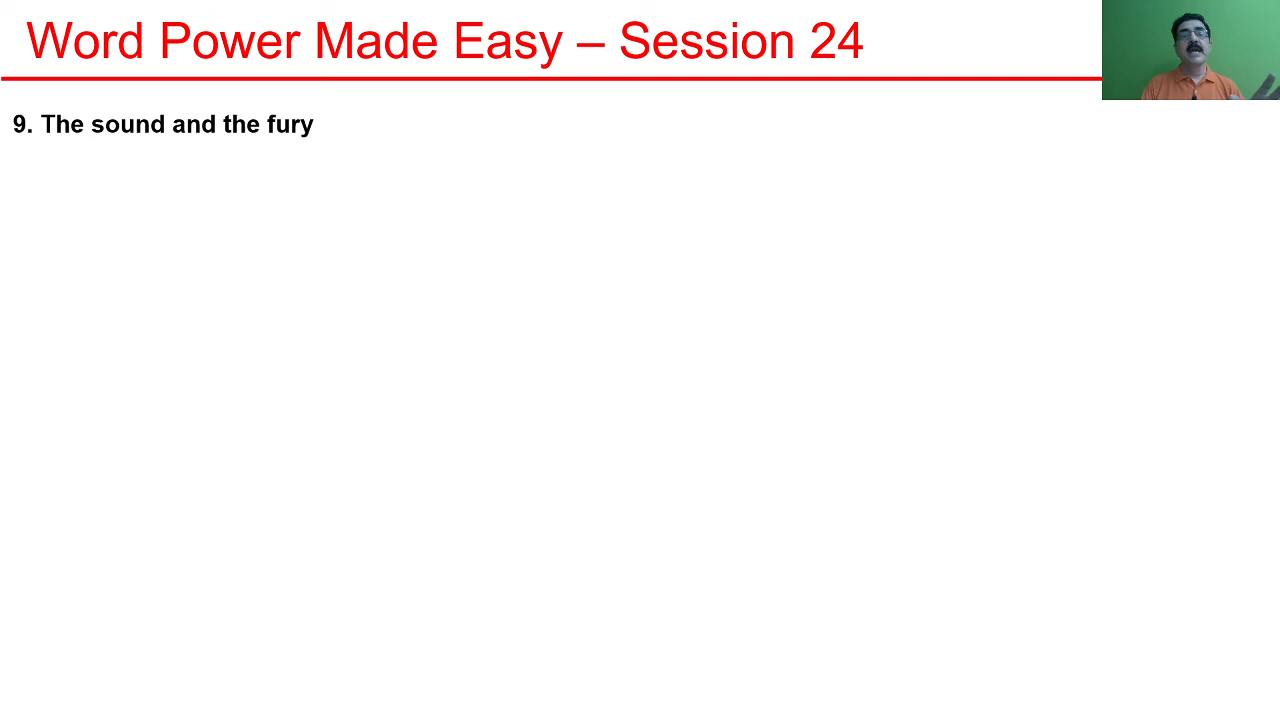 Word Power Made Easy – Session 24
9. The sound and the fury